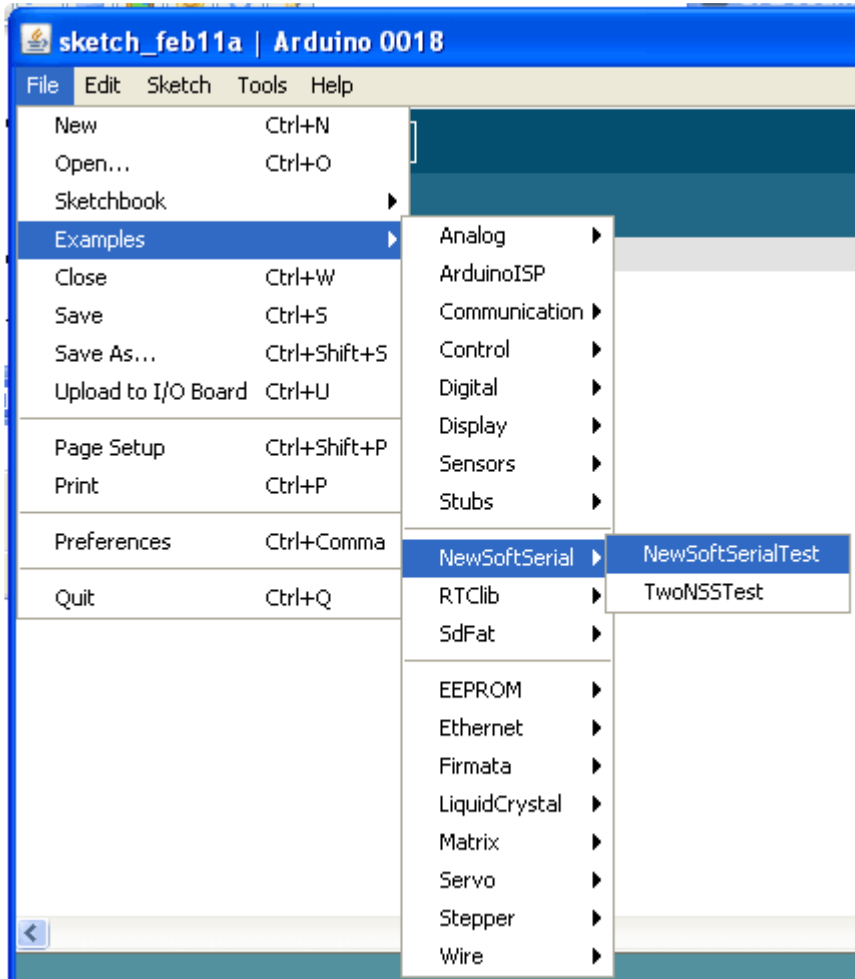 sketch_feb11a | Arduino 0018
File Edit Sketch Tools Help
New Ctrl+N
Open... Ctrl+O
Sketchbook
Examples
Close Ctrl+W
Save Ctrl+S
Save As... Ctrl+Shift+S
Upload to I/O Board Ctrl+U
Page Setup Ctrl+Shift+P
Print Ctrl+P
Preferences Ctrl+Comma
Quit Ctrl+Q
Analog
ArduinoISP
Communication
Control
Digital
Display
Sensors
Stubs
NewSoftSerial
RTClib
SdFat
EEPROM
Ethernet
Firmata
LiquidCrystal
Matrix
Servo
Stepper
Wire
NewSoftSerialTest
TwoNSSTest